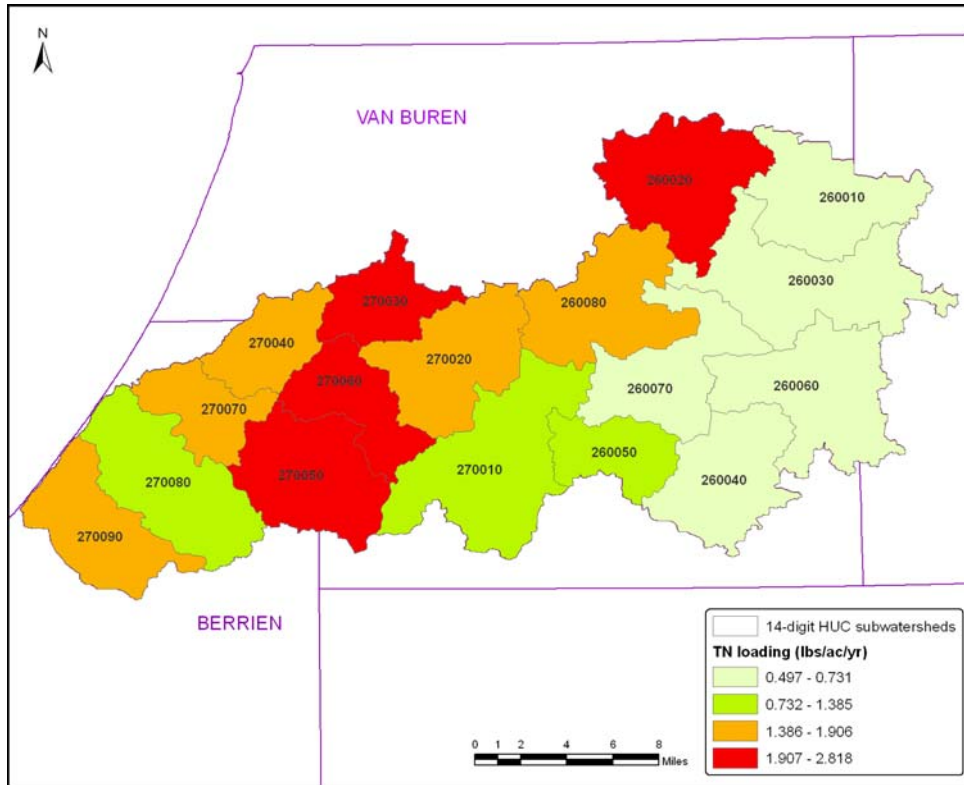 N
VAN BUREN
260020
260010
260030
270030
260080
270040
270020
270060
260070
260060
270070
270010
260050
270080
270050
260040
270090
BERRIEN
14-digit HUC subwatersheds
TN loading (lbs/ac/yr)
0.497 - 0.731
0.732 - 1.385
1.386 - 1.906
1.907 - 2.818
0 1 2 4 6 8
Miles